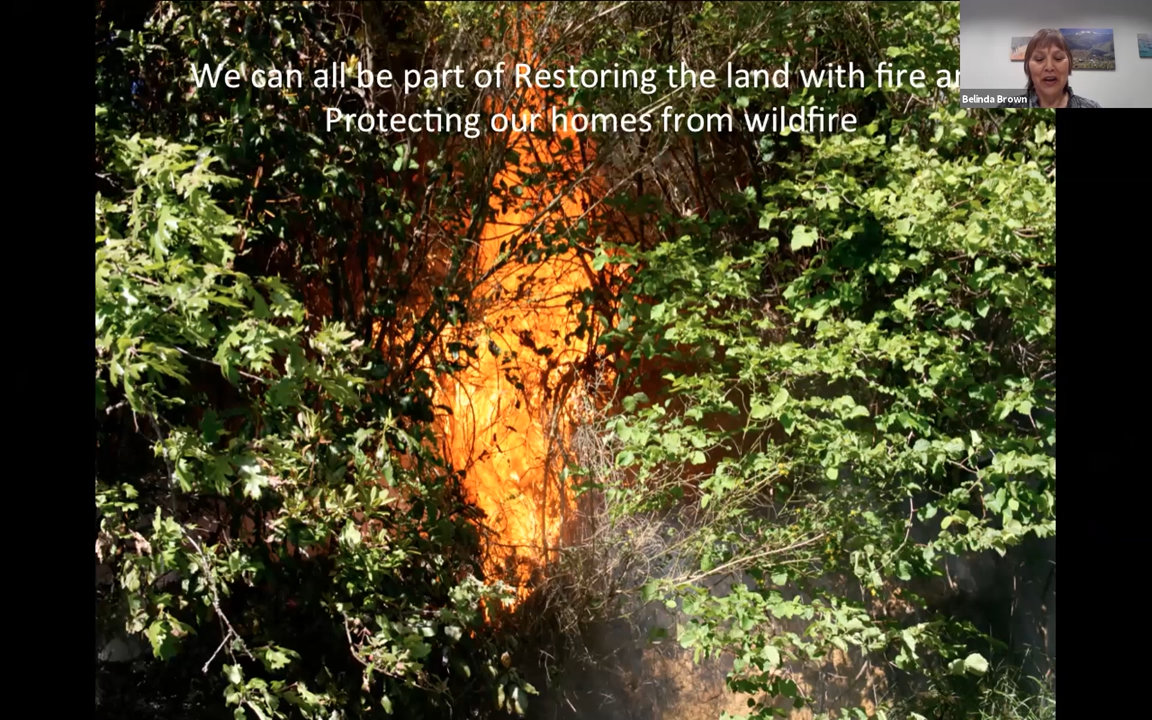 We can all be part of Restoring the land with fire
Protecting our homes from wildfire
Belinda Brown